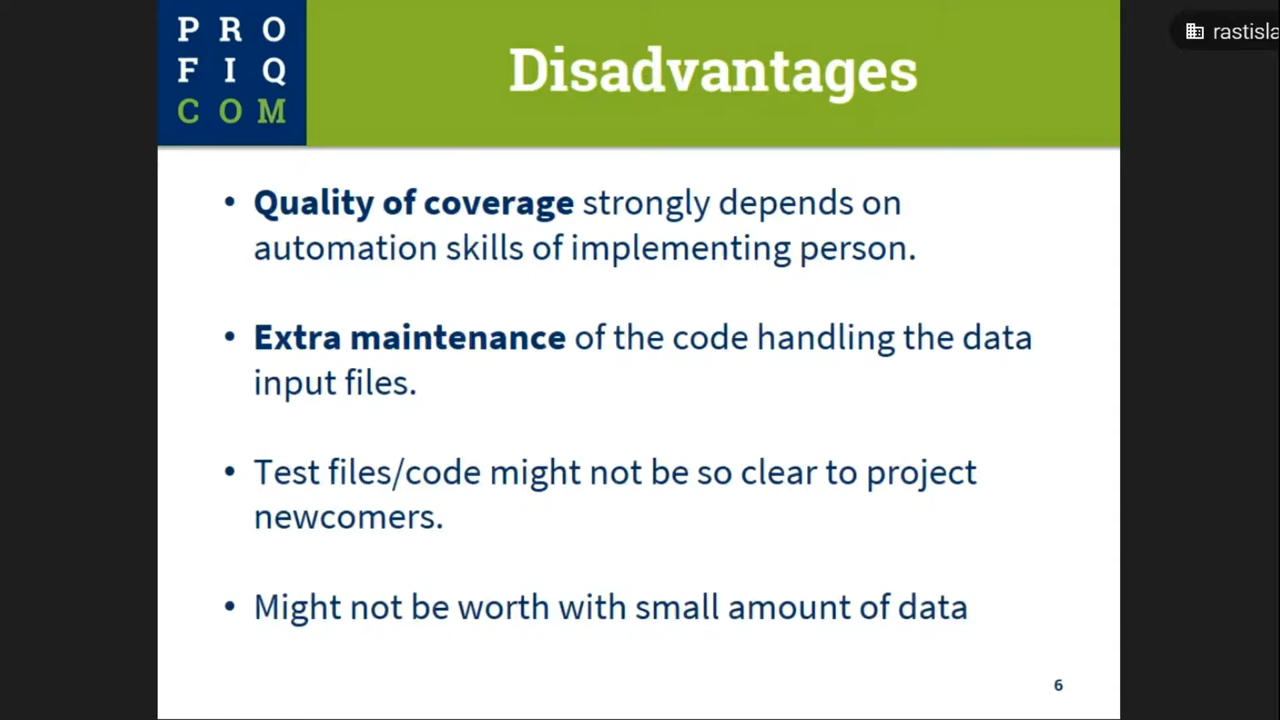 P R O
F I Q
C O M
Disadvantages
rastisla
• Quality of coverage strongly depends on
automation skills of implementing person.
• Extra maintenance of the code handling the data
input files.
• Test files/code might not be so clear to project
newcomers.
• Might not be worth with small amount of data
6